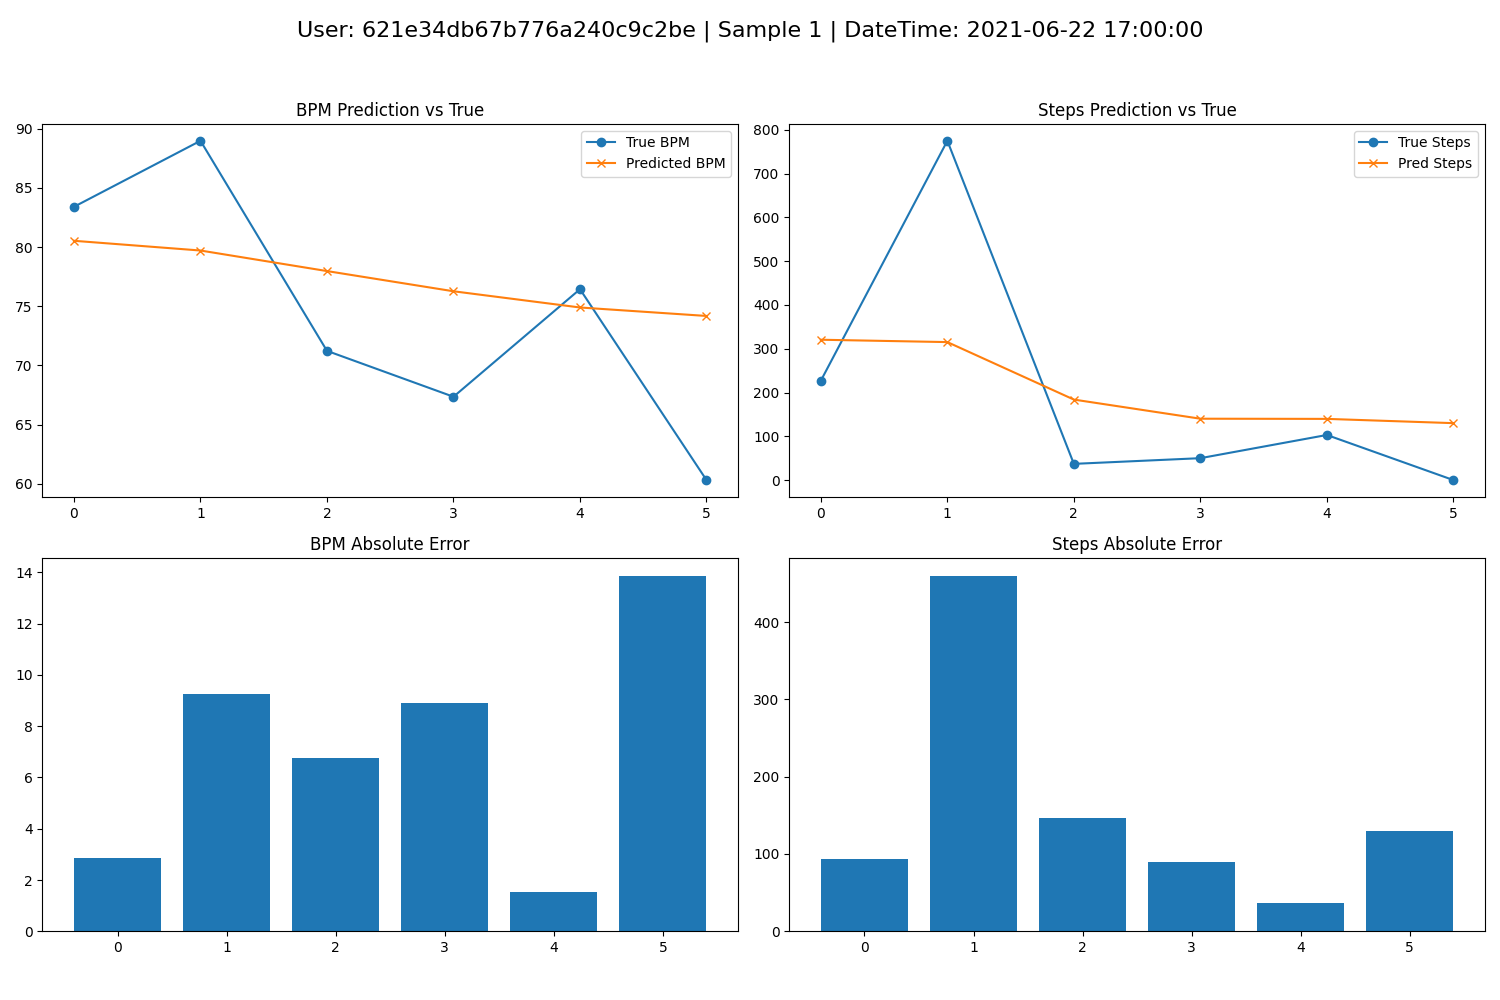 User: 621e34db67b776a240c9c2be | Sample 1 | DateTime: 2021-06-22 17:00:00
BPM Prediction vs True
90
85
80
75
70
65
60
True BPM
Predicted BPM
0 1 2 3 4 5
Steps Prediction vs True
800
700
600
500
400
300
200
100
0
True Steps
Pred Steps
0 1 2 3 4 5
BPM Absolute Error
14
12
10
8
6
4
2
0
0 1 2 3 4 5
Steps Absolute Error
400
300
200
100
0
0 1 2 3 4 5